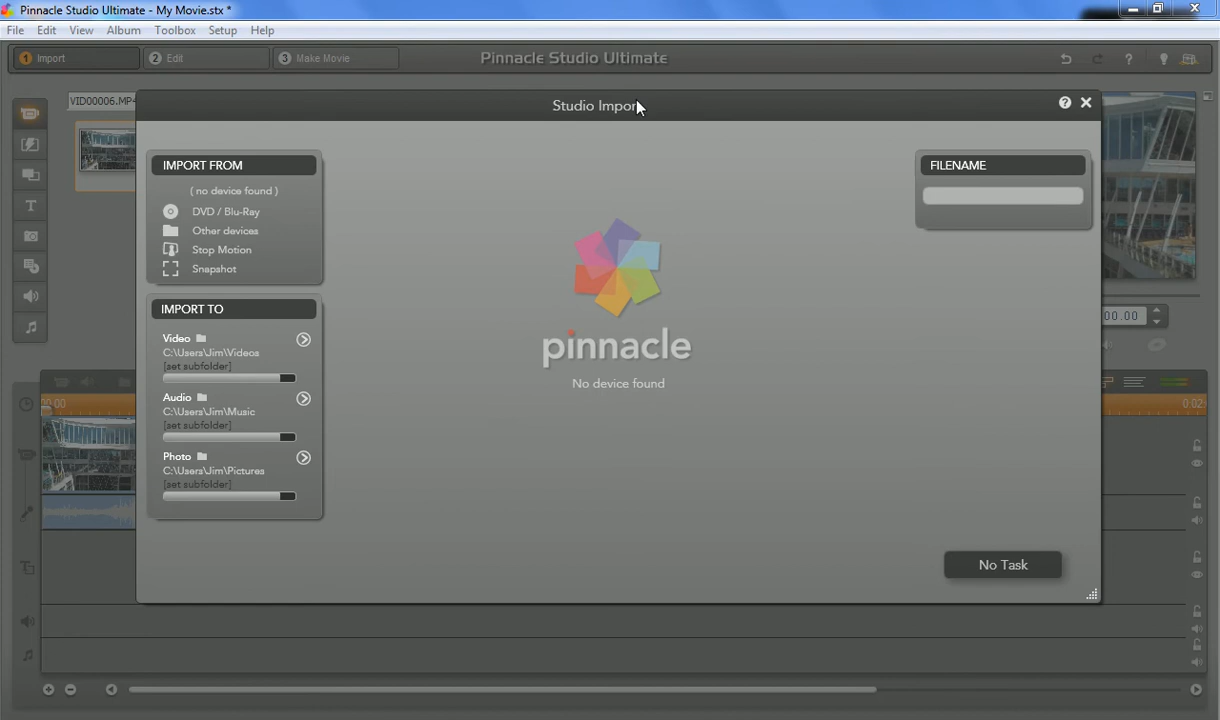 Pinnacle Studio Ultimate - My Movie.stx *
File Edit View Album Toolbox Setup Help
1 Import 2 Edit 3 Make Movie Pinnacle Studio Ultimate ?
VID00006.MP4
Studio Import ?
IMPORT FROM
( no device found )
DVD / Blu-Ray
Other devices
Stop Motion
Snapshot
IMPORT TO
Video
C:\Users\Jim\Videos
[set subfolder]
Audio
C:\Users\Jim\Music
[set subfolder]
Photo
C:\Users\Jim\Pictures
[set subfolder]
pinnacle
No device found
FILENAME
00.00
0:02:
00:00
No Task